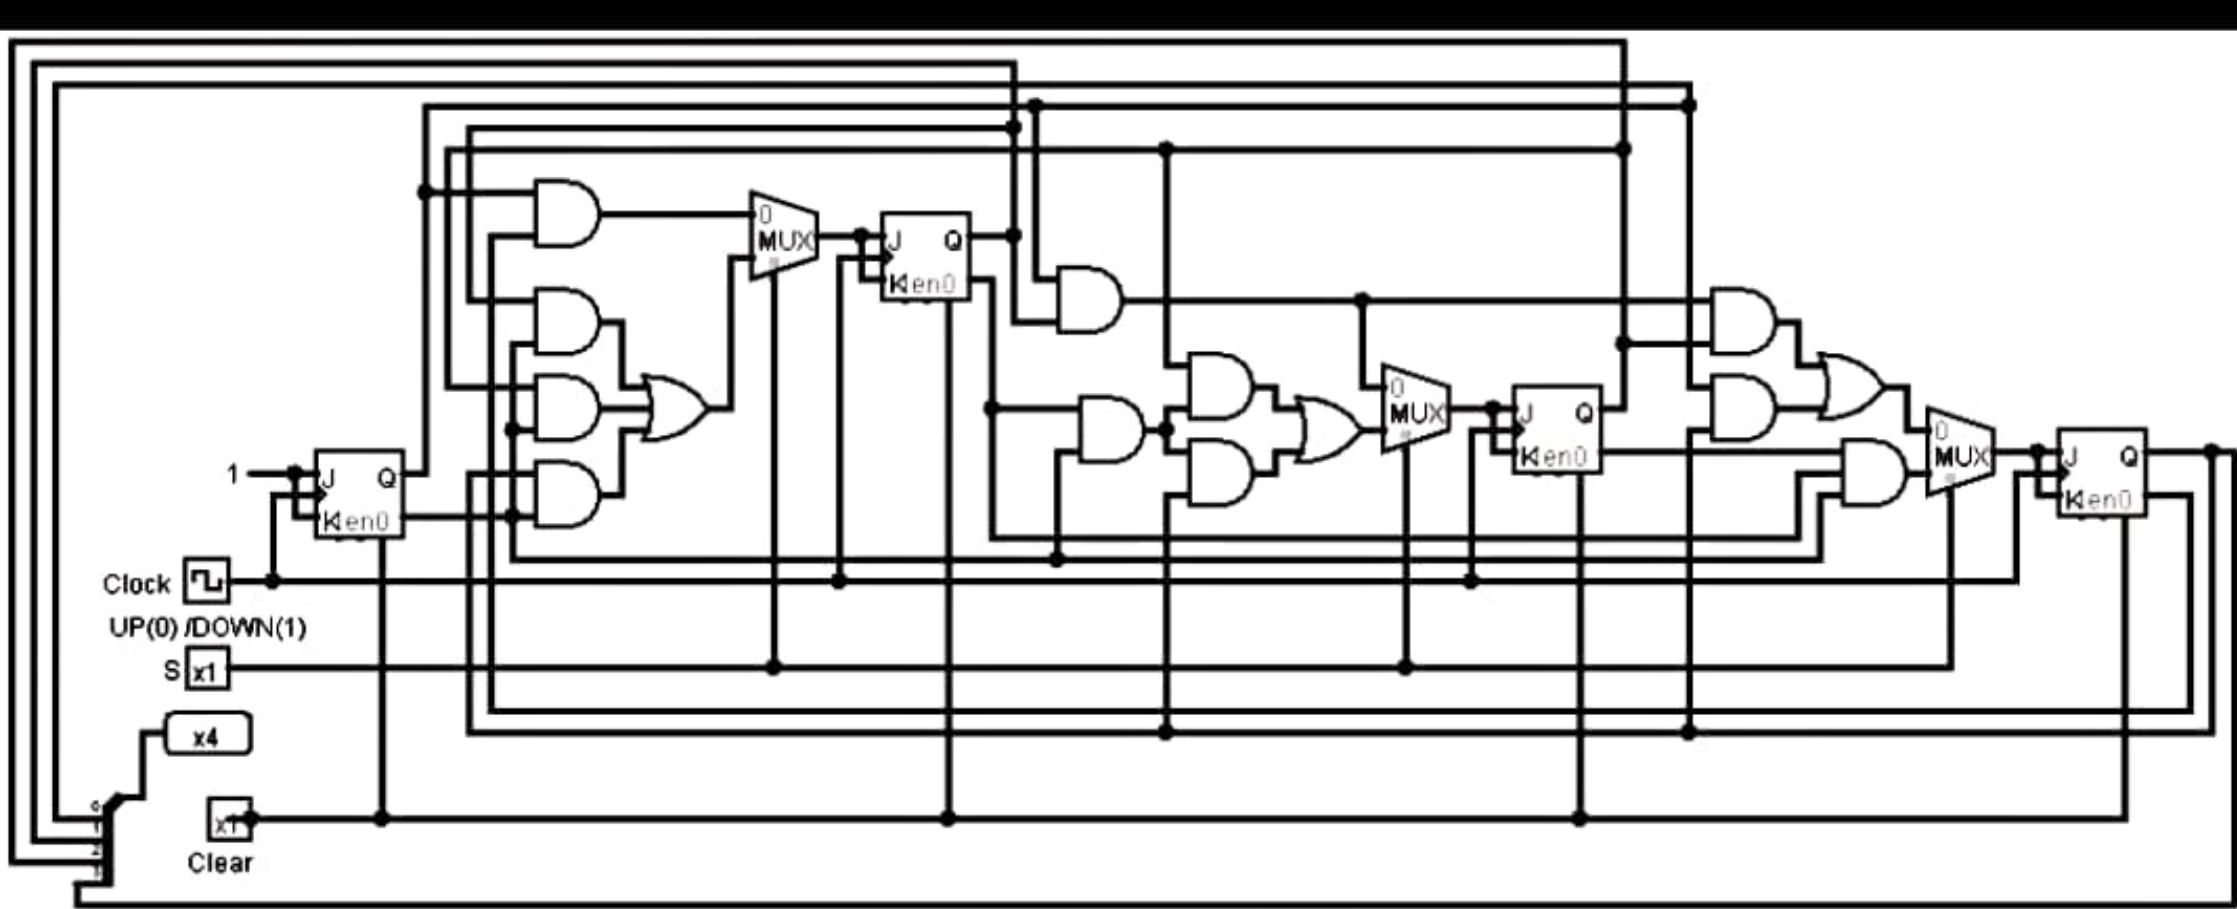 0
MUX
J Q
K en0
0
MUX
J Q
K en0
0
MUX
J Q
K en0
1
J Q
K en0
Clock
UP(0) /DOWN(1)
S x1
x4
x1
Clear